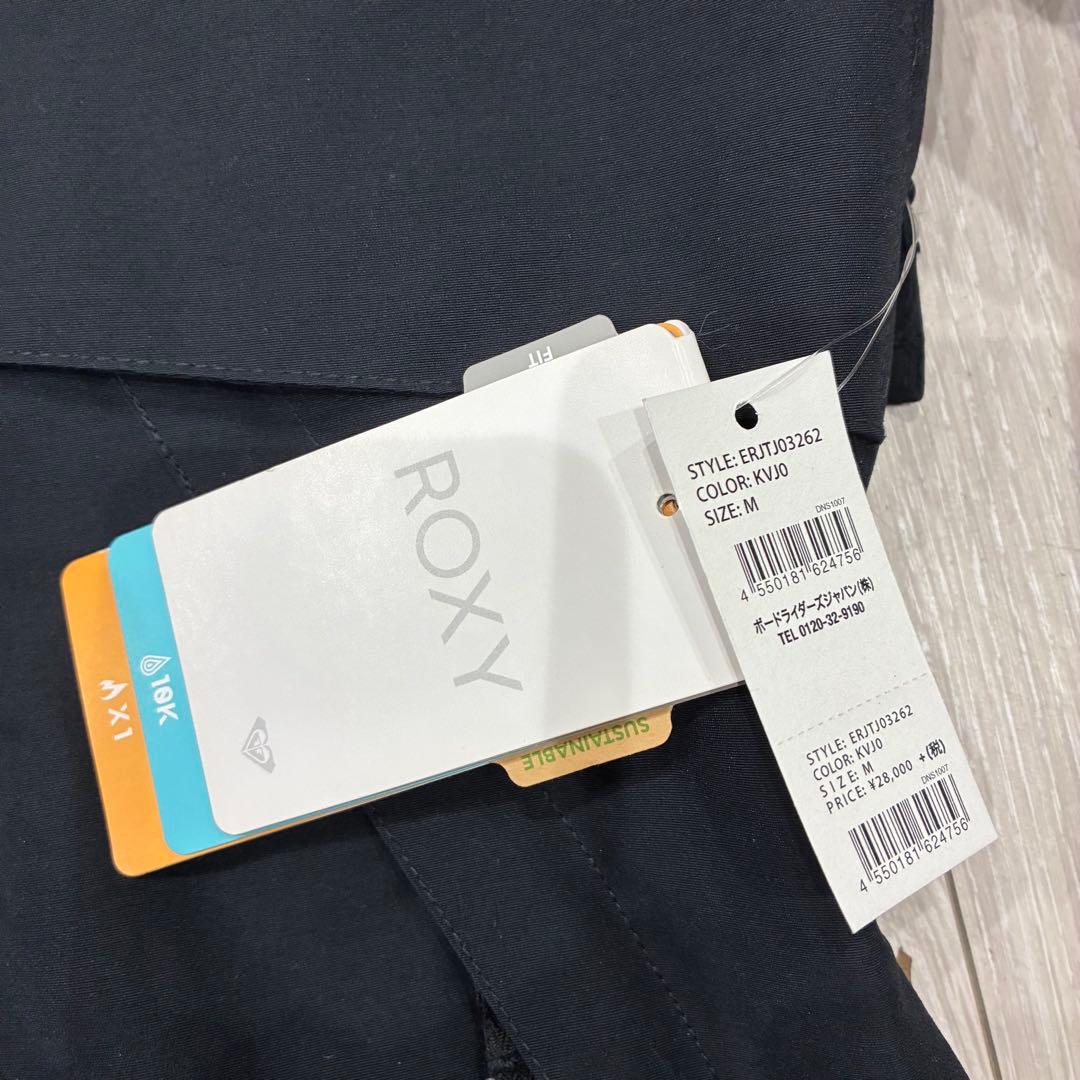 FIT
ROXY
10K
X1
SUSTAINABLE
STYLE: ERJTJ03262
COLOR: KVJ0
SIZE: M
DNS1007
4 550181 624756
ボードライダーズジャパン(株)
TEL 0120-32-9190
STYLE: ERJTJ03262
COLOR: KVJ0
SIZE: M
PRICE: ¥28,000 +(税)
DNS1007
4 550181 624756